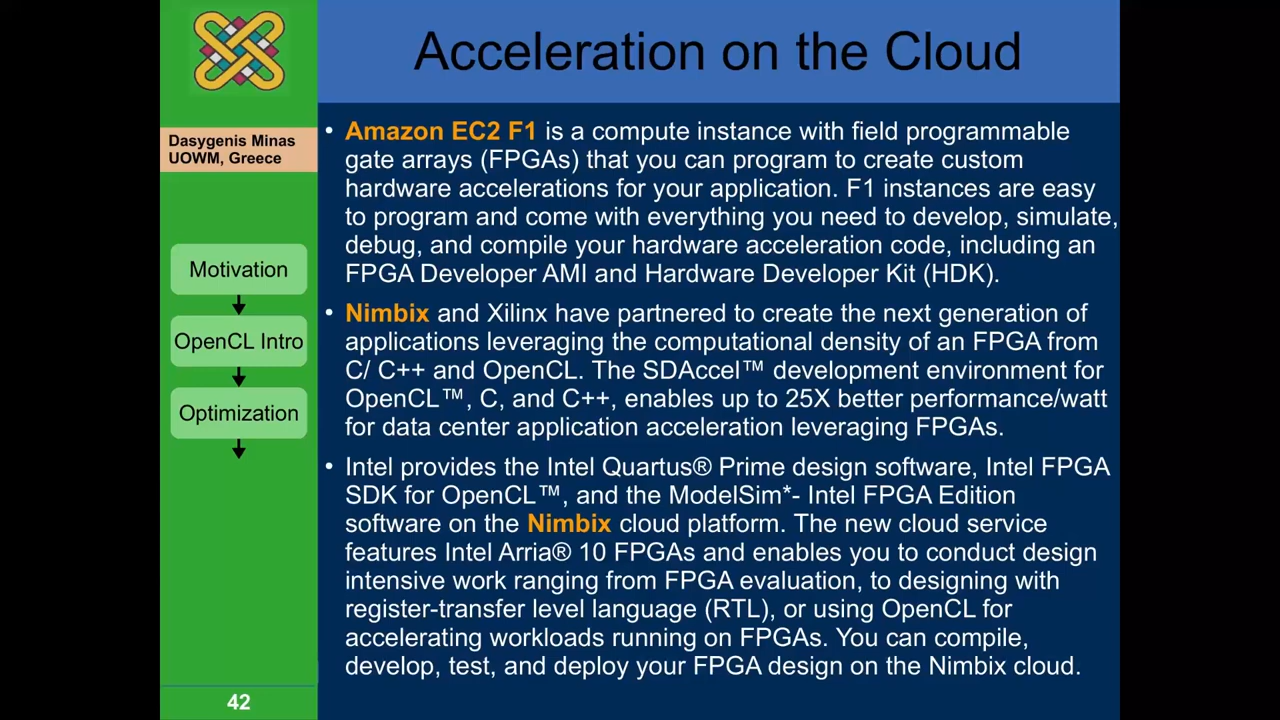 Acceleration on the Cloud
Dasygenis Minas
UOWM, Greece
Motivation
OpenCL Intro
Optimization
• Amazon EC2 F1 is a compute instance with field programmable
gate arrays (FPGAs) that you can program to create custom
hardware accelerations for your application. F1 instances are easy
to program and come with everything you need to develop, simulate,
debug, and compile your hardware acceleration code, including an
FPGA Developer AMI and Hardware Developer Kit (HDK).
• Nimbix and Xilinx have partnered to create the next generation of
applications leveraging the computational density of an FPGA from
C/ C++ and OpenCL. The SDAccel™ development environment for
OpenCL™, C, and C++, enables up to 25X better performance/watt
for data center application acceleration leveraging FPGAs.
• Intel provides the Intel Quartus® Prime design software, Intel FPGA
SDK for OpenCL™, and the ModelSim*- Intel FPGA Edition
software on the Nimbix cloud platform. The new cloud service
features Intel Arria® 10 FPGAs and enables you to conduct design
intensive work ranging from FPGA evaluation, to designing with
register-transfer level language (RTL), or using OpenCL for
accelerating workloads running on FPGAs. You can compile,
develop, test, and deploy your FPGA design on the Nimbix cloud.
42